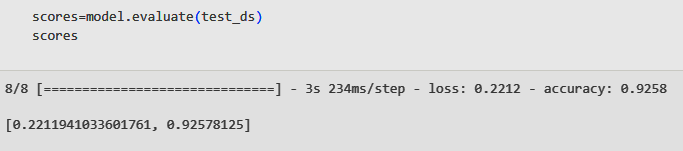 scores=model.evaluate(test_ds)
scores
8/8 [==============================] - 3s 234ms/step - loss: 0.2212 - accuracy: 0.9258
[0.2211941033601761, 0.92578125]